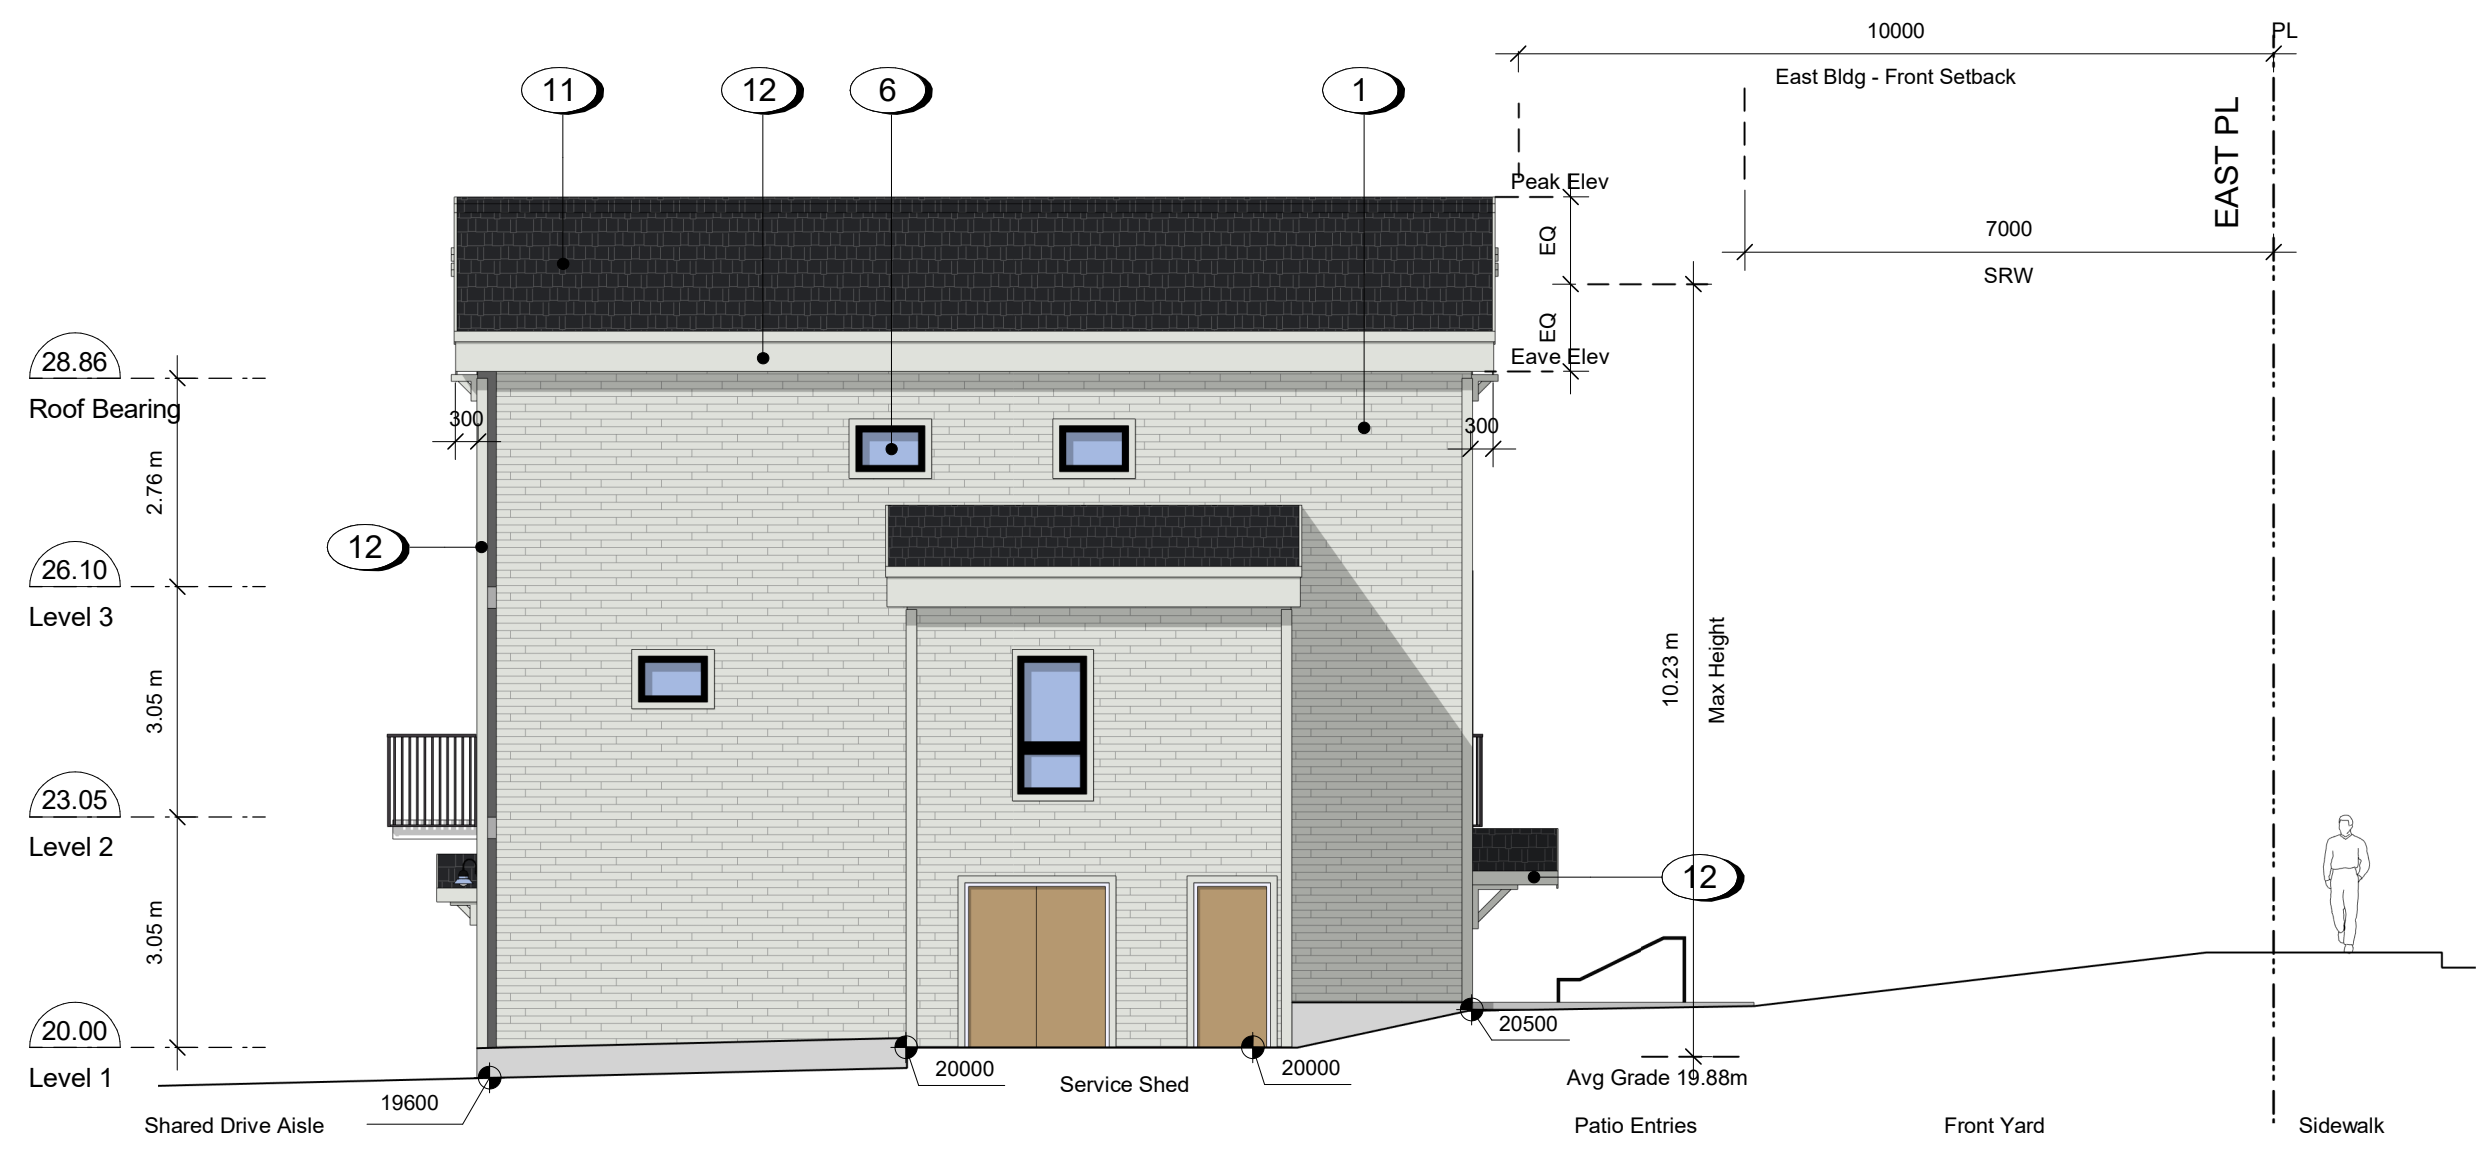 10000
PL
East Bldg - Front Setback
11
12
6
1
EAST PL
Peak Elev
7000
SRW
EQ
EQ
Eave Elev
28.86
Roof Bearing
300
300
2.76 m
12
26.10
Level 3
3.05 m
10.23 m
Max Height
23.05
Level 2
12
3.05 m
20.00
Level 1
20500
20000
20000
Service Shed
Avg Grade 19.88m
19600
Shared Drive Aisle
Patio Entries
Front Yard
Sidewalk